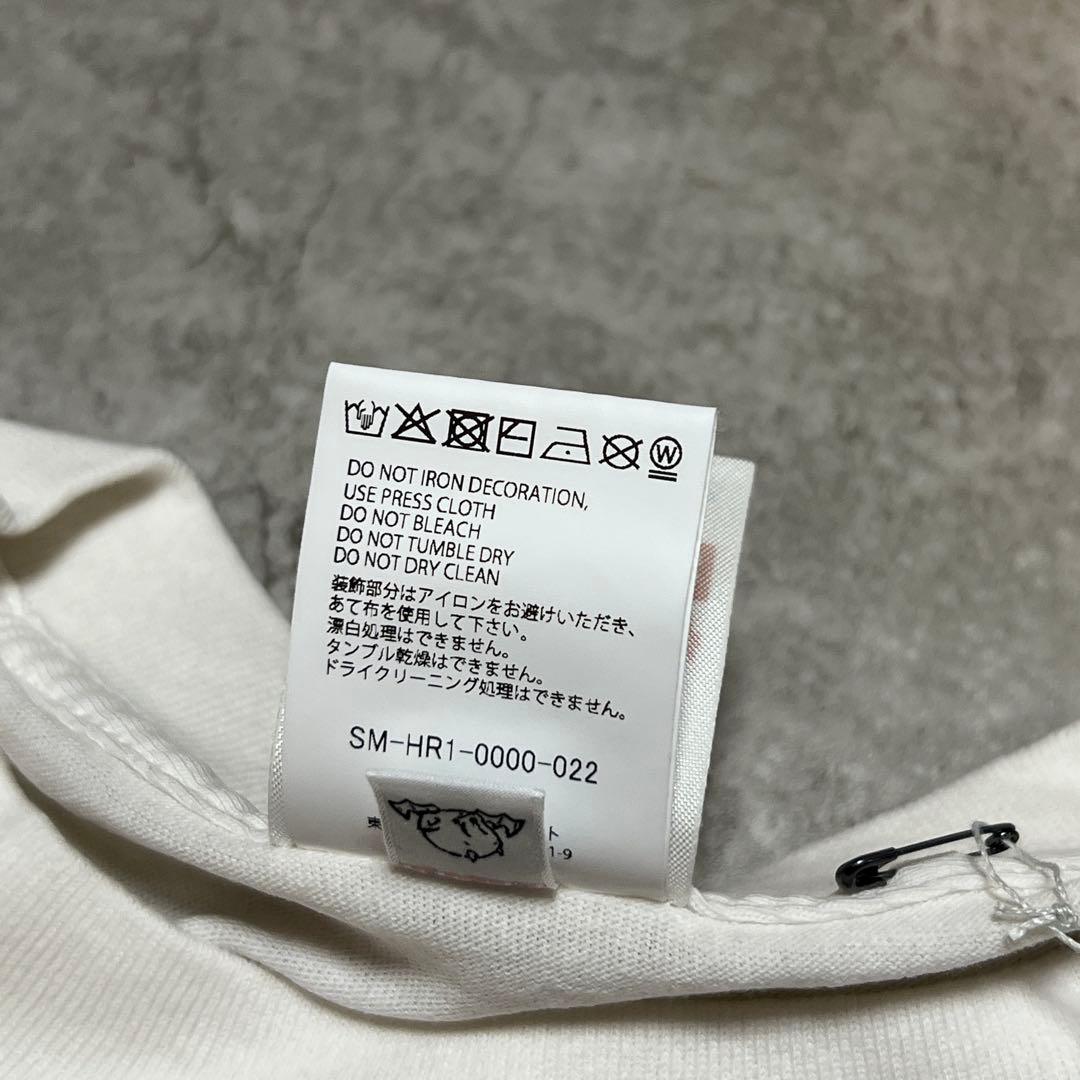 W
DO NOT IRON DECORATION,
USE PRESS CLOTH
DO NOT BLEACH
DO NOT TUMBLE DRY
DO NOT DRY CLEAN
装飾部分はアイロンをお避けいただき、
あて布を使用して下さい。
漂白処理はできません。
タンブル乾燥はできません。
ドライクリーニング処理はできません。
SM-HR1-0000-022
東 ト
1-9